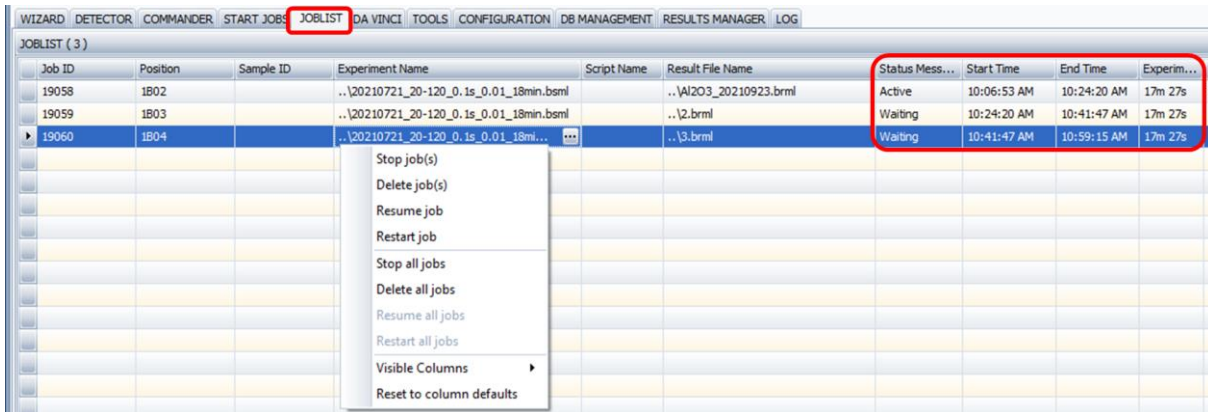 WIZARD DETECTOR COMMANDER START JOBS JOBLIST DA VINCI TOOLS CONFIGURATION DB MANAGEMENT RESULTS MANAGER LOG
JOBLIST ( 3 )
Job ID Position Sample ID Experiment Name Script Name Result File Name Status Mess... Start Time End Time Experim...
19058 1B02 ..\20210721_20-120_0.1s_0.01_18min.bsml ..\Al2O3_20210923.brml Active 10:06:53 AM 10:24:20 AM 17m 27s
19059 1B03 ..\20210721_20-120_0.1s_0.01_18min.bsml ..\2.brml Waiting 10:24:20 AM 10:41:47 AM 17m 27s
19060 1B04 ..\20210721_20-120_0.1s_0.01_18mi... ... ..\3.brml Waiting 10:41:47 AM 10:59:15 AM 17m 27s
Stop job(s)
Delete job(s)
Resume job
Restart job
Stop all jobs
Delete all jobs
Resume all jobs
Restart all jobs
Visible Columns
Reset to column defaults